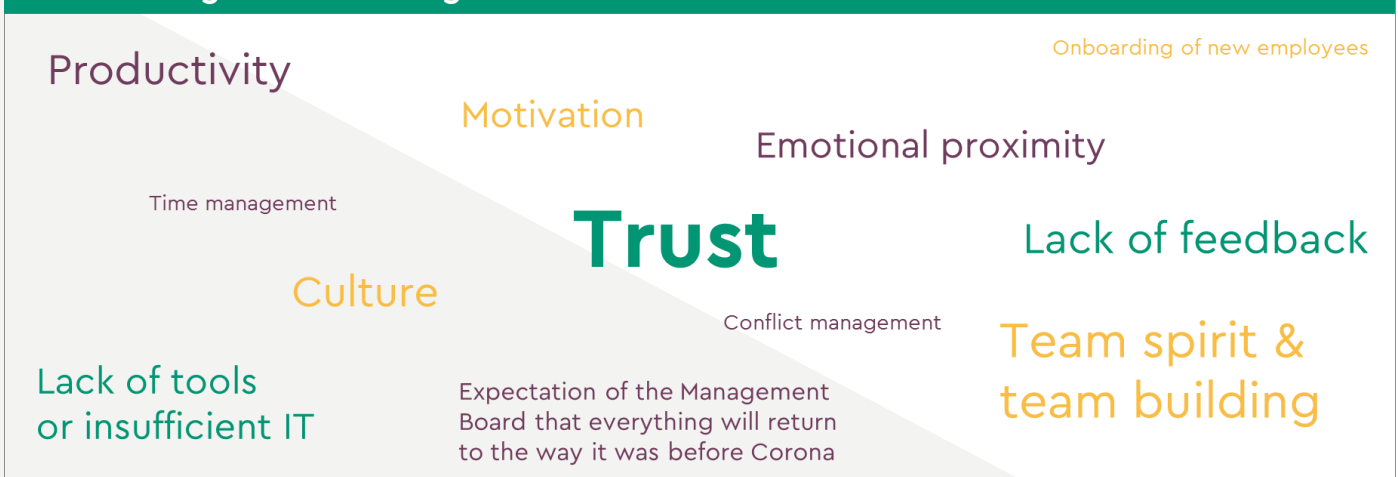 Productivity
Onboarding of new employees
Motivation
Emotional proximity
Time management
Trust
Lack of feedback
Culture
Conflict management
Team spirit &
team building
Lack of tools
or insufficient IT
Expectation of the Management
Board that everything will return
to the way it was before Corona